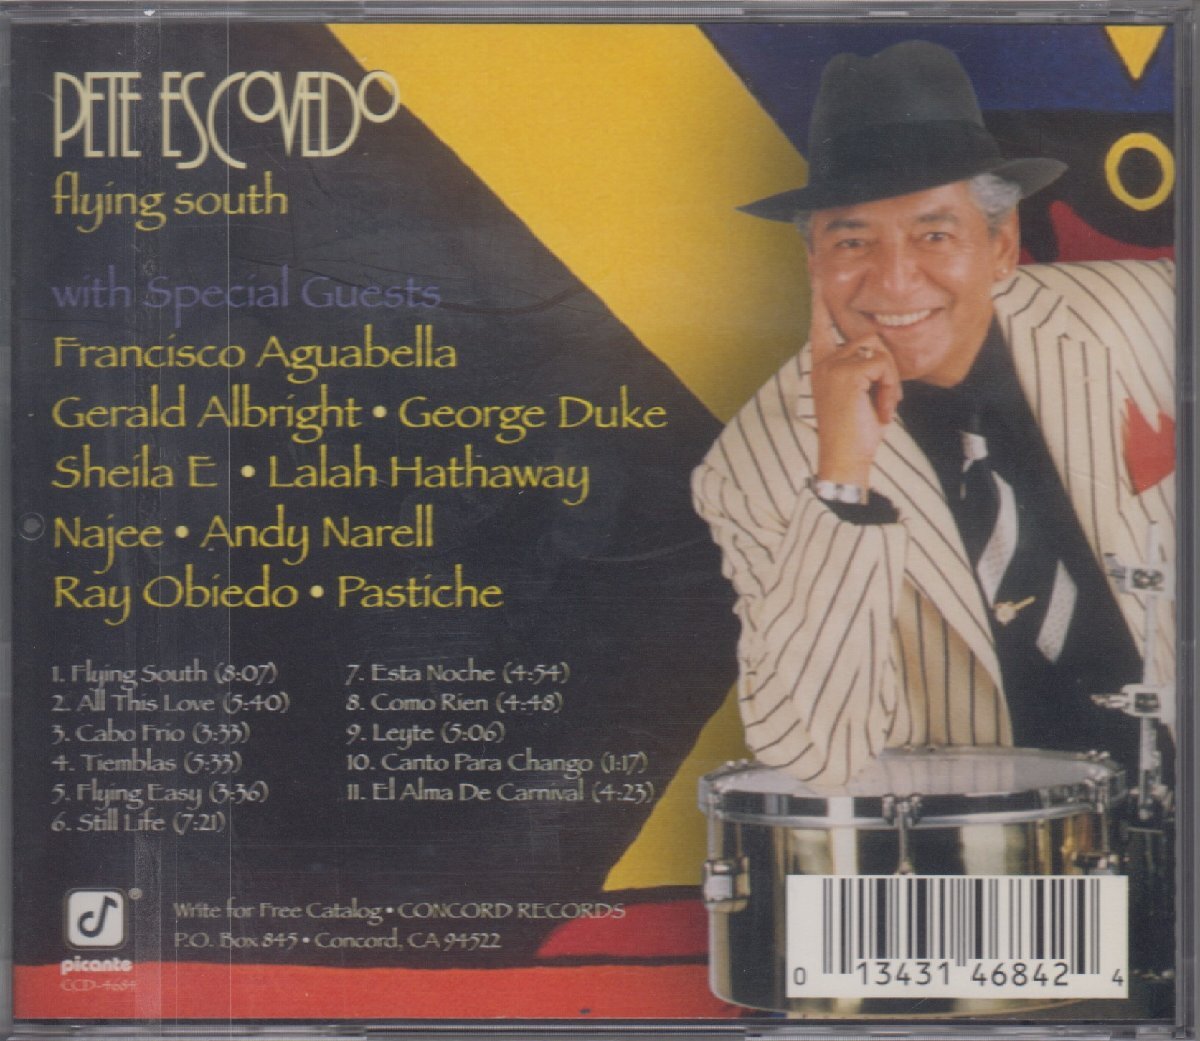 PETE ESCOVEDO
flying south
with Special Guests
Francisco Aguabella
Gerald Albright • George Duke
Sheila E • Lalah Hathaway
Najee • Andy Narell
Ray Obiedo • Pastiche
1. Flying South (8:07)
2. All This Love (5:40)
3. Cabo Frio (3:33)
4. Tiemblas (5:33)
5. Flying Easy (3:36)
6. Still Life (7:21)
7. Esta Noche (4:54)
8. Como Rien (4:48)
9. Leyte (5:06)
10. Canto Para Chango (1:17)
11. El Alma De Carnival (4:23)
®
picante
CCD-4684
Write for Free Catalog • CONCORD RECORDS
P.O. Box 845 • Concord, CA 94522
0 13431 46842 4